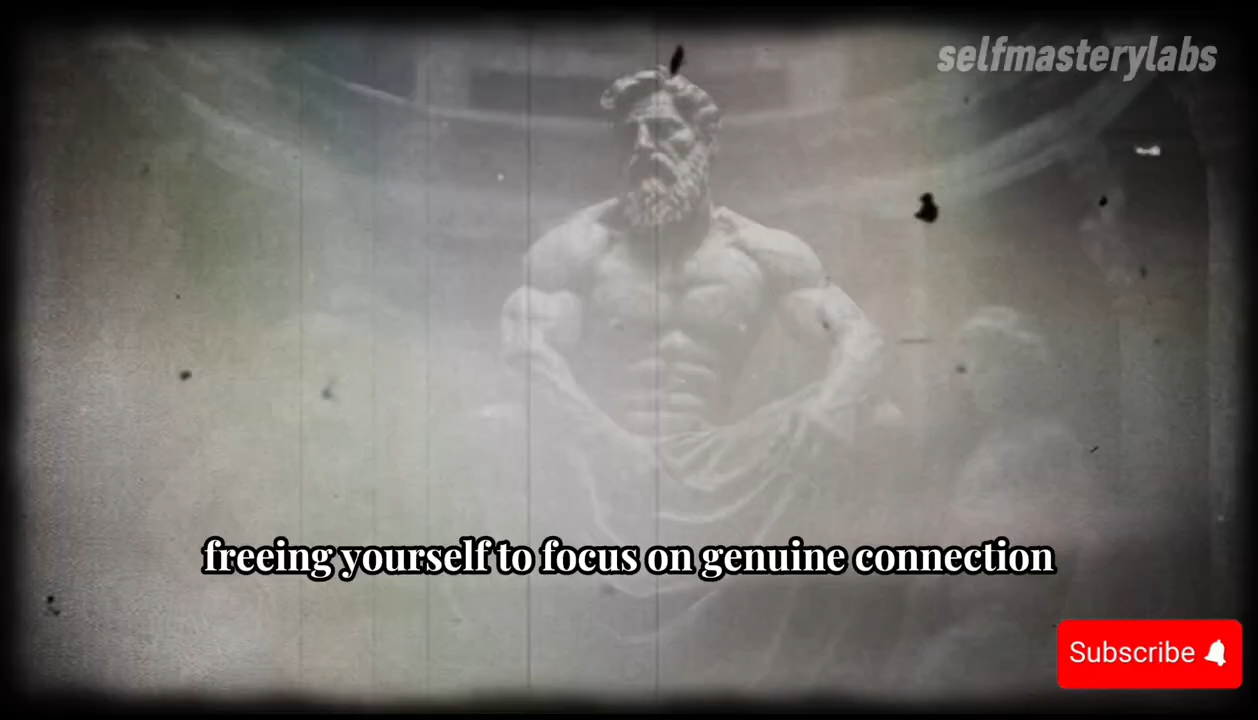 selfmasterylabs
freeing yourself to focus on genuine connection
Subscribe